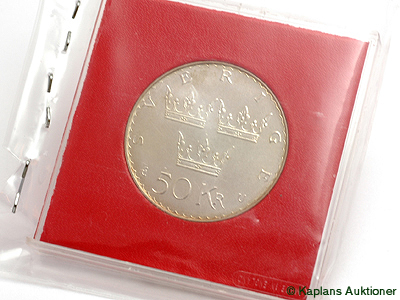 SVERIGE
50 KR
© Kaplans Auktioner